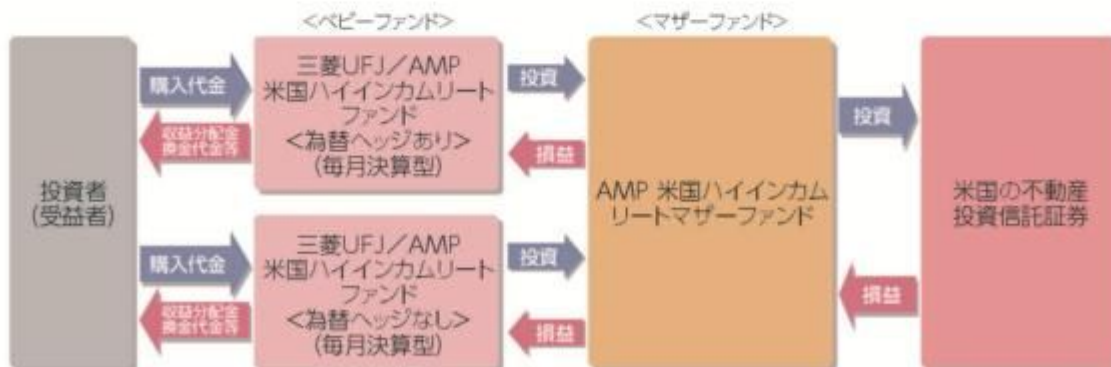 <ベビーファンド>
<マザーファンド>
投資者
(受益者)
購入代金
収益分配金
換金代金等
三菱UFJ/AMP
米国ハイインカムリート
ファンド
<為替ヘッジあり>
(毎月決算型)
投資
損益
購入代金
収益分配金
換金代金等
三菱UFJ/AMP
米国ハイインカムリート
ファンド
<為替ヘッジなし>
(毎月決算型)
投資
損益
AMP 米国ハイインカム
リートマザーファンド
投資
損益
米国の不動産
投資信託証券